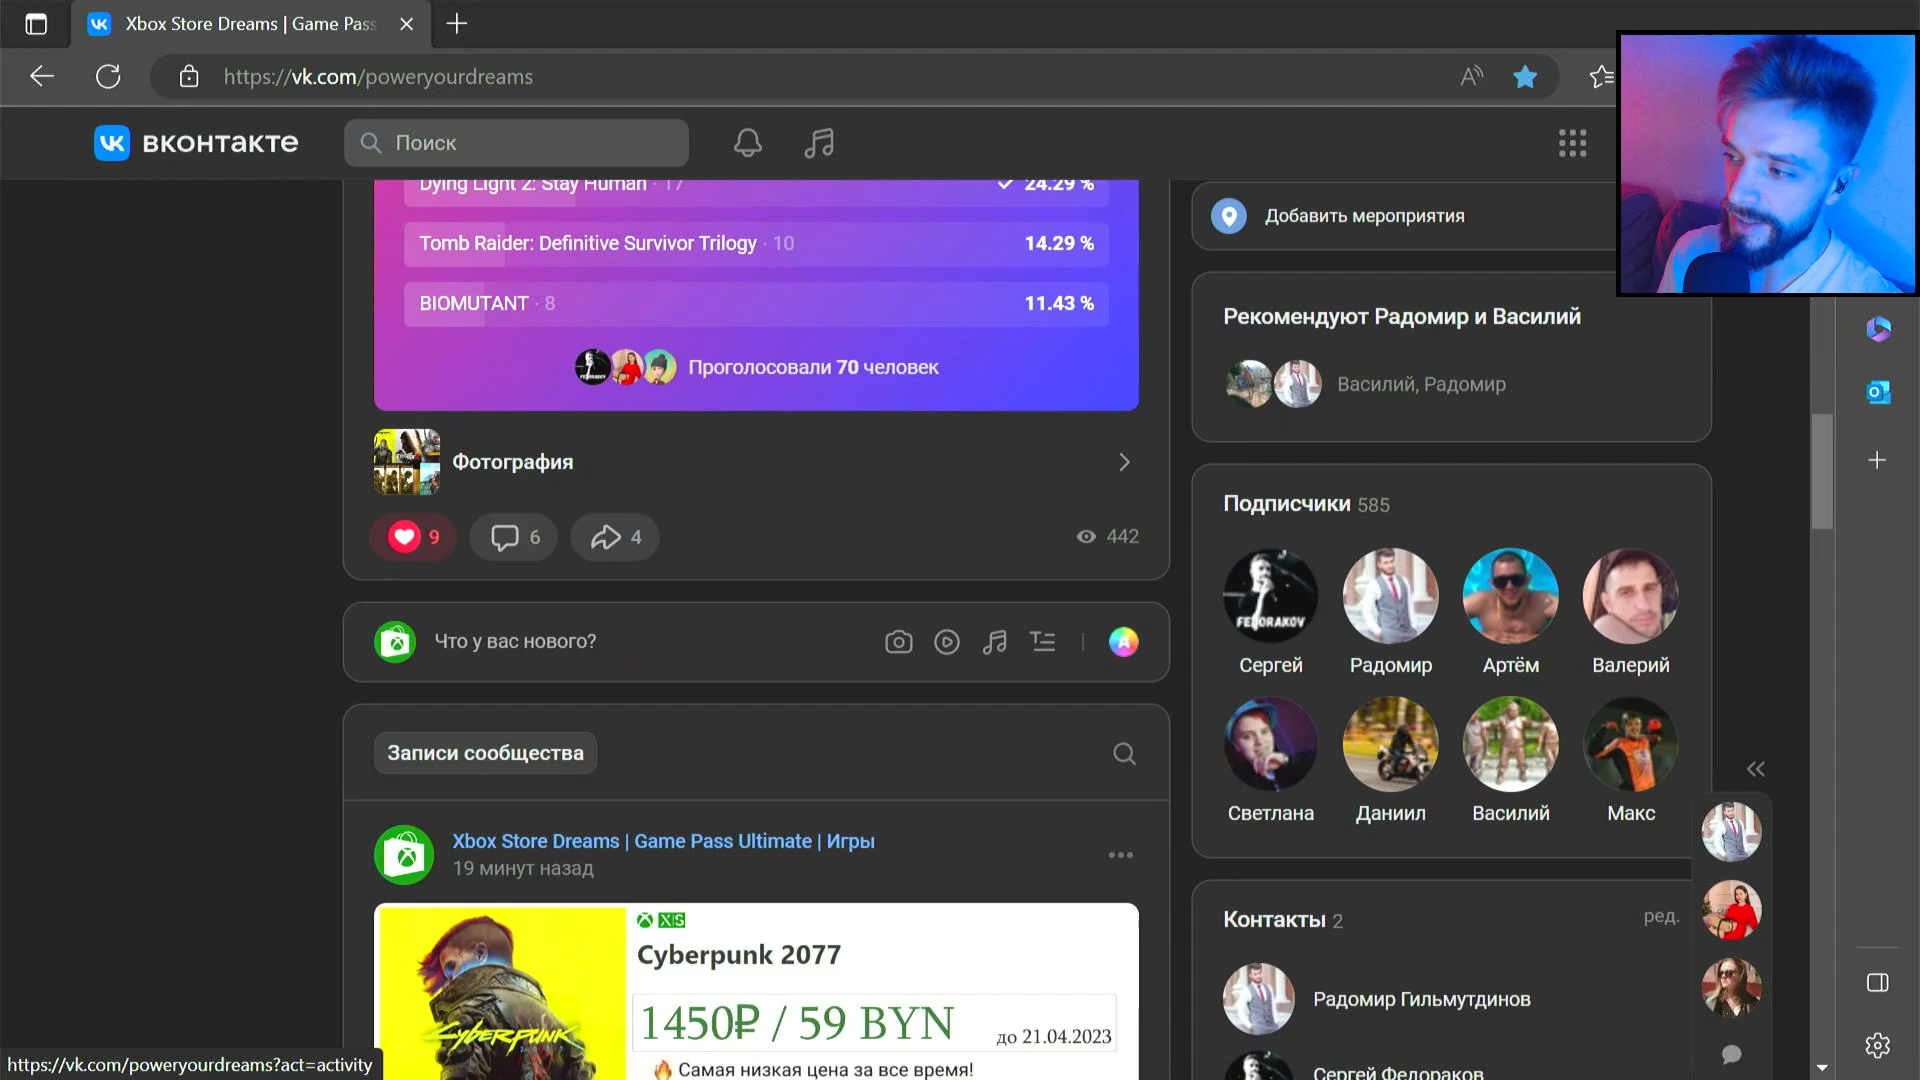 Xbox Store Dreams | Game Pass
https://vk.com/poweryourdreams
вконтакте
Поиск
Dying Light 2: Stay Human · 17
24.29 %
Tomb Raider: Definitive Survivor Trilogy · 10
14.29 %
BIOMUTANT · 8
11.43 %
FEDORAKOV
Проголосовали 70 человек
Фотография
9
6
4
442
Что у вас нового?
Записи сообщества
Xbox Store Dreams | Game Pass Ultimate | Игры
19 минут назад
X|S
Cyberpunk 2077
1450₽ / 59 BYN
до 21.04.2023
🔥 Самая низкая цена за все время!
CYBERPUNK
Добавить мероприятия
Рекомендуют Радомир и Василий
Василий, Радомир
Подписчики 585
FEDORAKOV
Сергей
Радомир
Артём
Валерий
Светлана
Даниил
Василий
Макс
Контакты 2
ред.
Радомир Гильмутдинов
Сергей Федораков
https://vk.com/poweryourdreams?act=activity